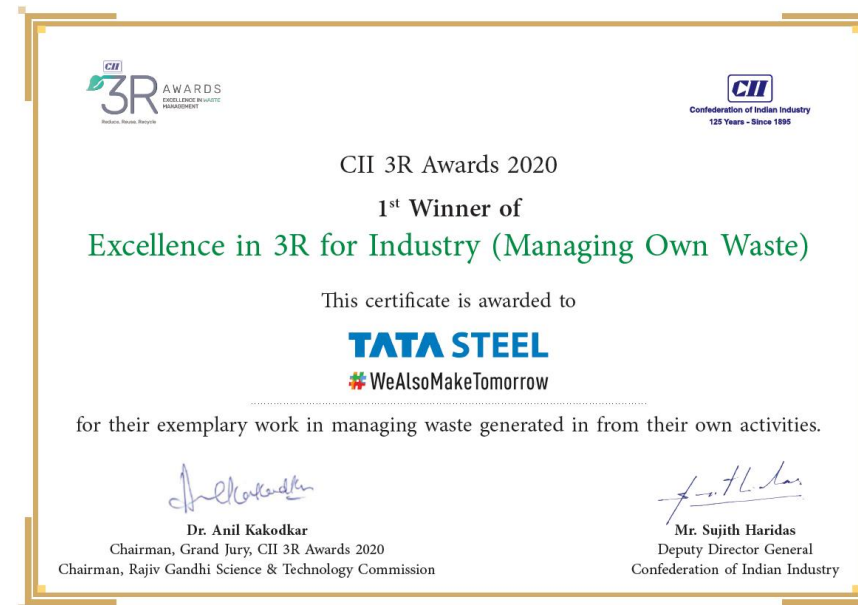 CII
3R AWARDS
EXCELLENCE IN WASTE
MANAGEMENT
Reduce, Reuse, Recycle
CII
Confederation of Indian Industry
125 Years - Since 1895
CII 3R Awards 2020
1st Winner of
Excellence in 3R for Industry (Managing Own Waste)
This certificate is awarded to
TATA STEEL
#WeAlsoMakeTomorrow
for their exemplary work in managing waste generated in from their own activities.
Dr. Anil Kakodkar
Chairman, Grand Jury, CII 3R Awards 2020
Chairman, Rajiv Gandhi Science & Technology Commission
Mr. Sujith Haridas
Deputy Director General
Confederation of Indian Industry